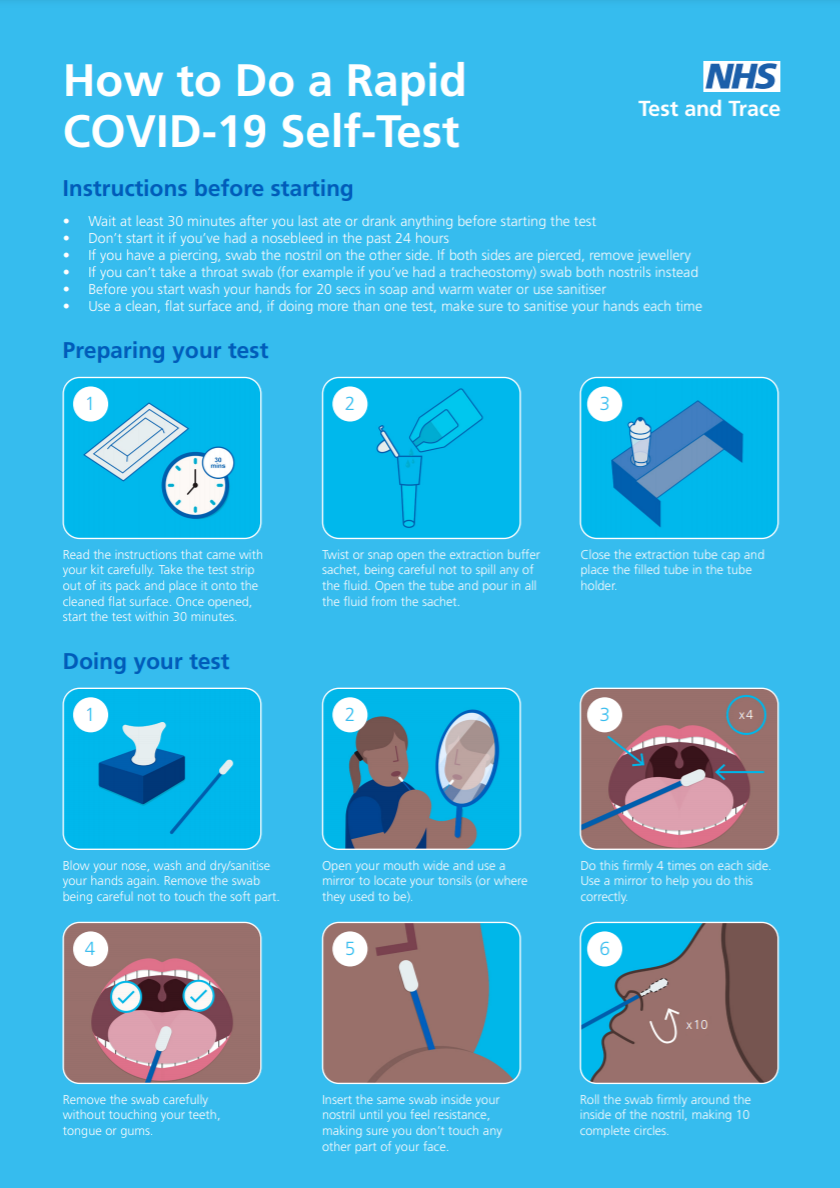 How to Do a Rapid
COVID-19 Self-Test
NHS
Test and Trace
Instructions before starting
• Wait at least 30 minutes after you last ate or drank anything before starting the test
• Don't start it if you've had a nosebleed in the past 24 hours
• If you have a piercing, swab the nostril on the other side. If both sides are pierced, remove jewellery
• If you can't take a throat swab (for example if you've had a tracheostomy) swab both nostrils instead
• Before you start wash your hands for 20 secs in soap and warm water or use sanitiser
• Use a clean, flat surface and, if doing more than one test, make sure to sanitise your hands each time
Preparing your test
1
30
mins
Read the instructions that came with
your kit carefully. Take the test strip
out of its pack and place it onto the
cleaned flat surface. Once opened,
start the test within 30 minutes.
2
Twist or snap open the extraction buffer
sachet, being careful not to spill any of
the fluid. Open the tube and pour in all
the fluid from the sachet.
3
Close the extraction tube cap and
place the filled tube in the tube
holder.
Doing your test
1
Blow your nose, wash and dry/sanitise
your hands again. Remove the swab
being careful not to touch the soft part.
2
Open your mouth wide and use a
mirror to locate your tonsils (or where
they used to be).
3
x4
Do this firmly 4 times on each side.
Use a mirror to help you do this
correctly.
4
Remove the swab carefully
without touching your teeth,
tongue or gums.
5
Insert the same swab inside your
nostril until you feel resistance,
making sure you don't touch any
other part of your face.
6
x10
Roll the swab firmly around the
inside of the nostril, making 10
complete circles.